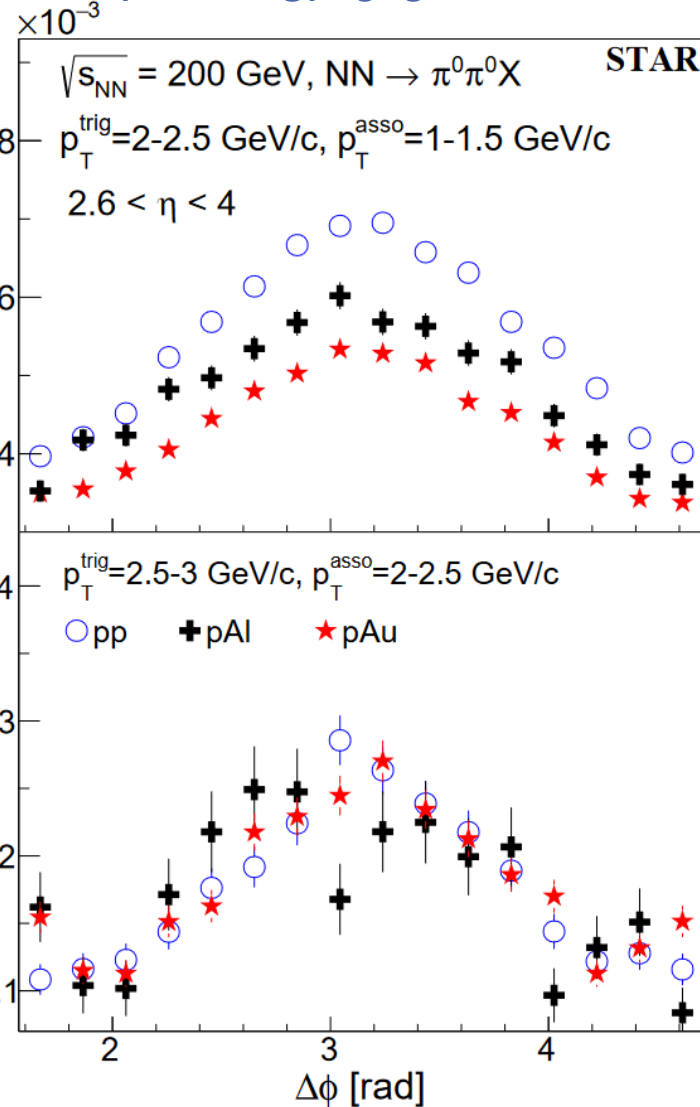 ×10⁻³
√s_NN = 200 GeV, NN → π⁰π⁰X STAR
p_T^trig=2-2.5 GeV/c, p_T^asso=1-1.5 GeV/c
2.6 < η < 4
8
6
4
p_T^trig=2.5-3 GeV/c, p_T^asso=2-2.5 GeV/c
pp pAl pAu
4
3
2
1
2 3 4
Δϕ [rad]